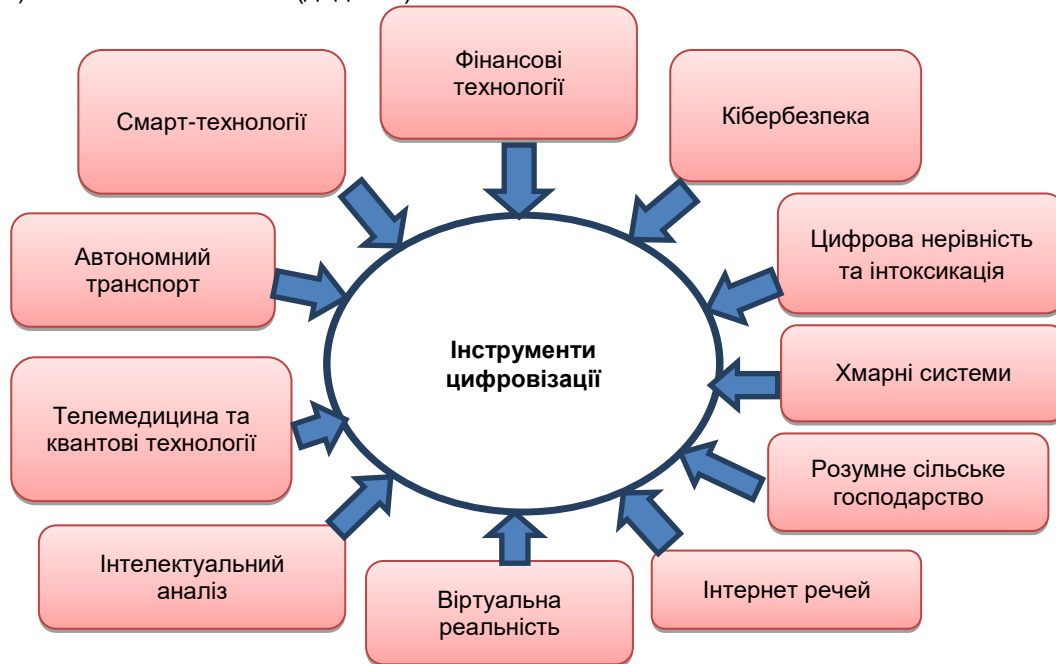 Фінансові
технології
Смарт-технології
Кібербезпека
Автономний
транспорт
Цифрова нерівність
та інтоксикація
Інструменти
цифровізації
Хмарні системи
Телемедицина та
квантові технології
Розумне сільське
господарство
Інтелектуальний
аналіз
Віртуальна
реальність
Інтернет речей